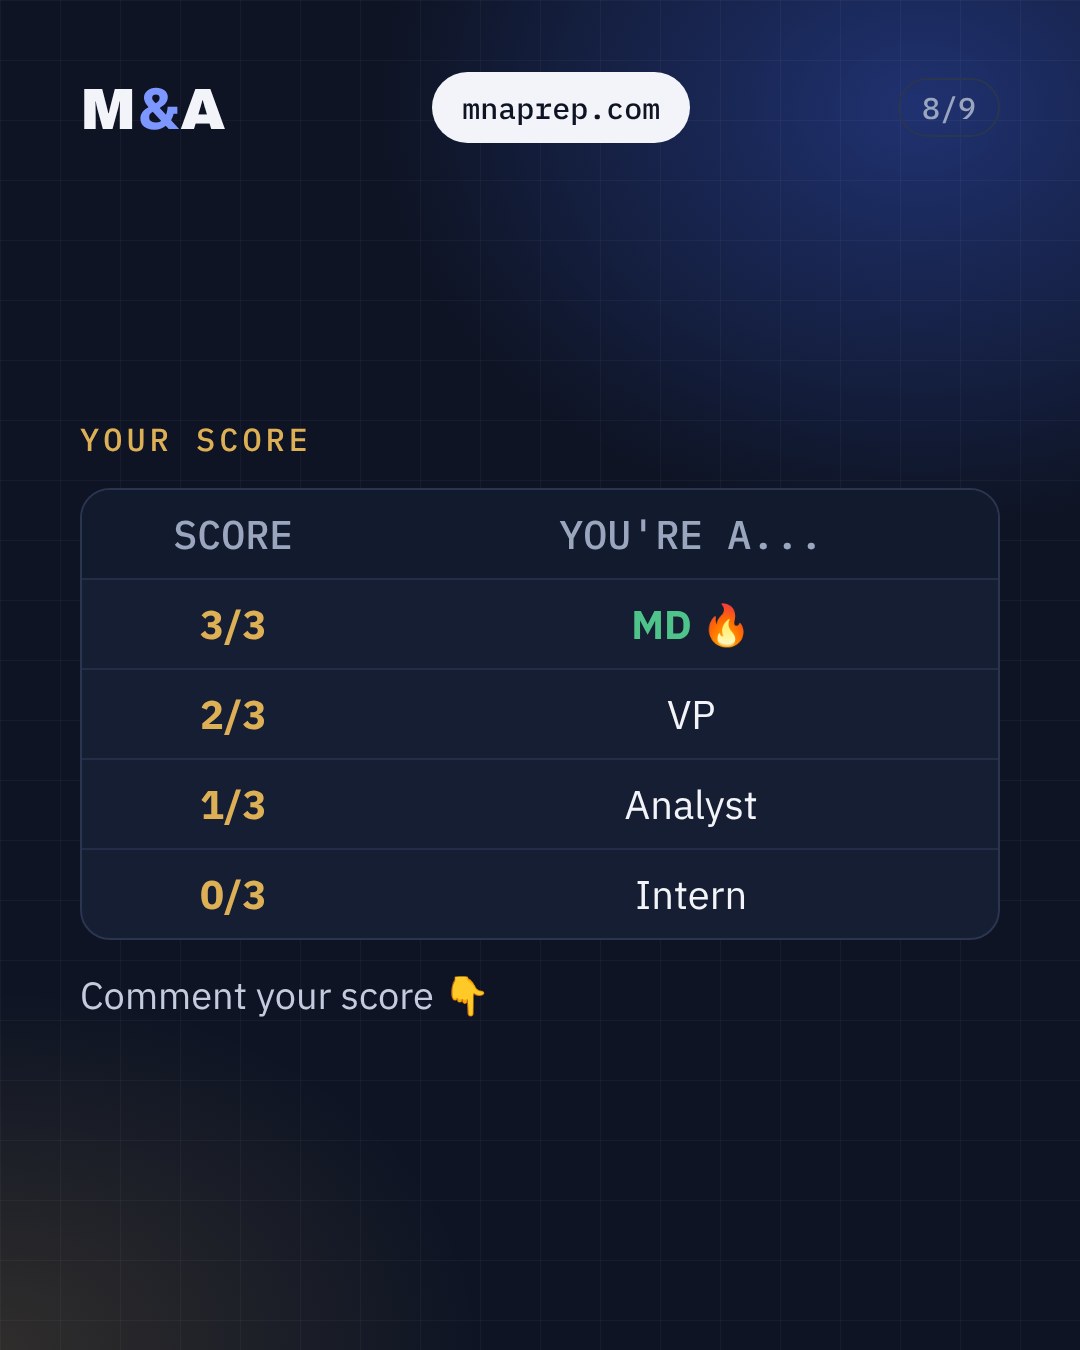 M&A
mnaprep.com
8/9
YOUR SCORE
SCORE YOU'RE A...
3/3 MD 🔥
2/3 VP
1/3 Analyst
0/3 Intern
Comment your score 👇